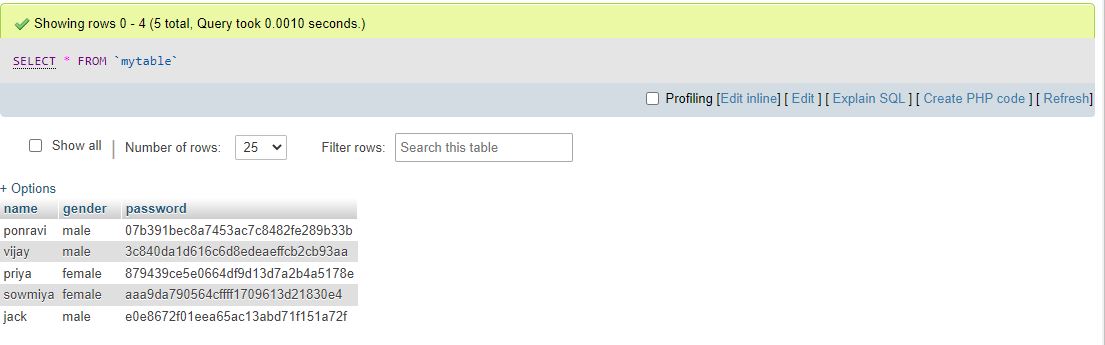 Showing rows 0 - 4 (5 total, Query took 0.0010 seconds.)
SELECT * FROM `mytable`
Profiling [Edit inline] [ Edit ] [ Explain SQL ] [ Create PHP code ] [ Refresh]
Show all | Number of rows: 25 Filter rows: Search this table
+ Options
name gender password
ponravi male 07b391bec8a7453ac7c8482fe289b33b
vijay male 3c840da1d616c6d8edeaeffcb2cb93aa
priya female 879439ce5e0664df9d13d7a2b4a5178e
sowmiya female aaa9da790564cffff1709613d21830e4
jack male e0e8672f01eea65ac13abd71f151a72f